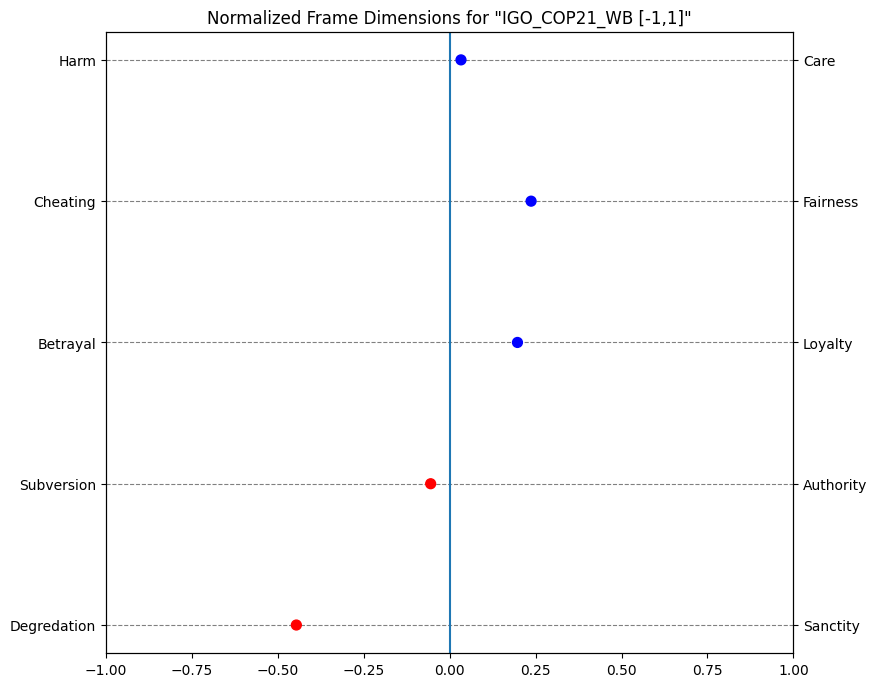 Normalized Frame Dimensions for "IGO_COP21_WB [-1,1]"
Harm
Care
Cheating
Fairness
Betrayal
Loyalty
Subversion
Authority
Degredation
Sanctity
−1.00 −0.75 −0.50 −0.25 0.00 0.25 0.50 0.75 1.00